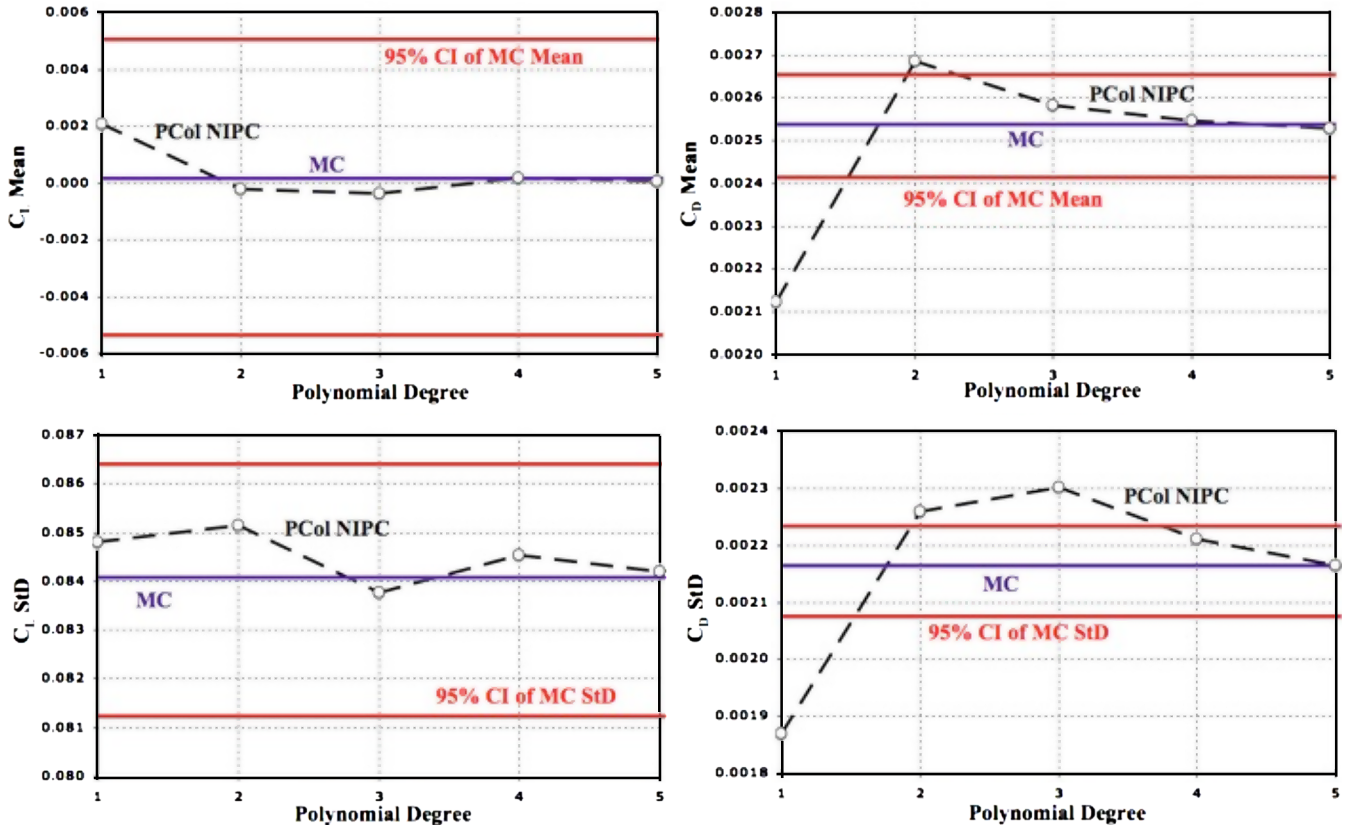 0.006
0.004
0.002
0.000
-0.002
-0.004
-0.006
C_L Mean
95% CI of MC Mean
PCol NIPC
MC
1 2 3 4 5
Polynomial Degree
0.0028
0.0027
0.0026
0.0025
0.0024
0.0023
0.0022
0.0021
0.0020
C_D Mean
PCol NIPC
MC
95% CI of MC Mean
1 2 3 4 5
Polynomial Degree
0.087
0.086
0.085
0.084
0.083
0.082
0.081
0.080
C_L StD
PCol NIPC
MC
95% CI of MC StD
1 2 3 4 5
Polynomial Degree
0.0024
0.0023
0.0022
0.0021
0.0020
0.0019
0.0018
C_D StD
PCol NIPC
MC
95% CI of MC StD
1 2 3 4 5
Polynomial Degree